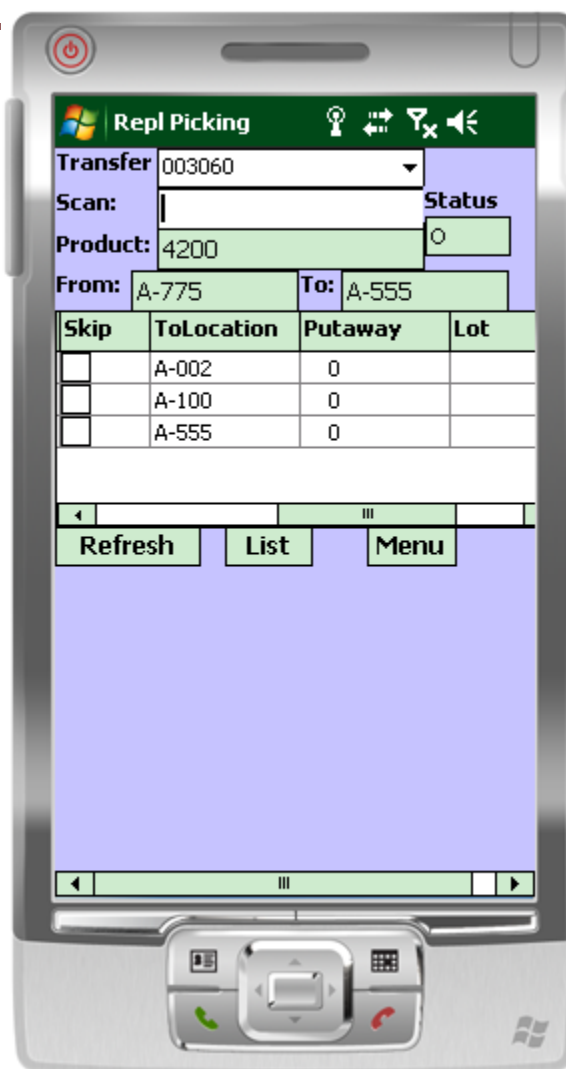 Repl Picking
Transfer 003060
Scan:
Status
Product: 4200
O
From: A-775 To: A-555
Skip ToLocation Putaway Lot
A-002 0
A-100 0
A-555 0
Refresh List Menu